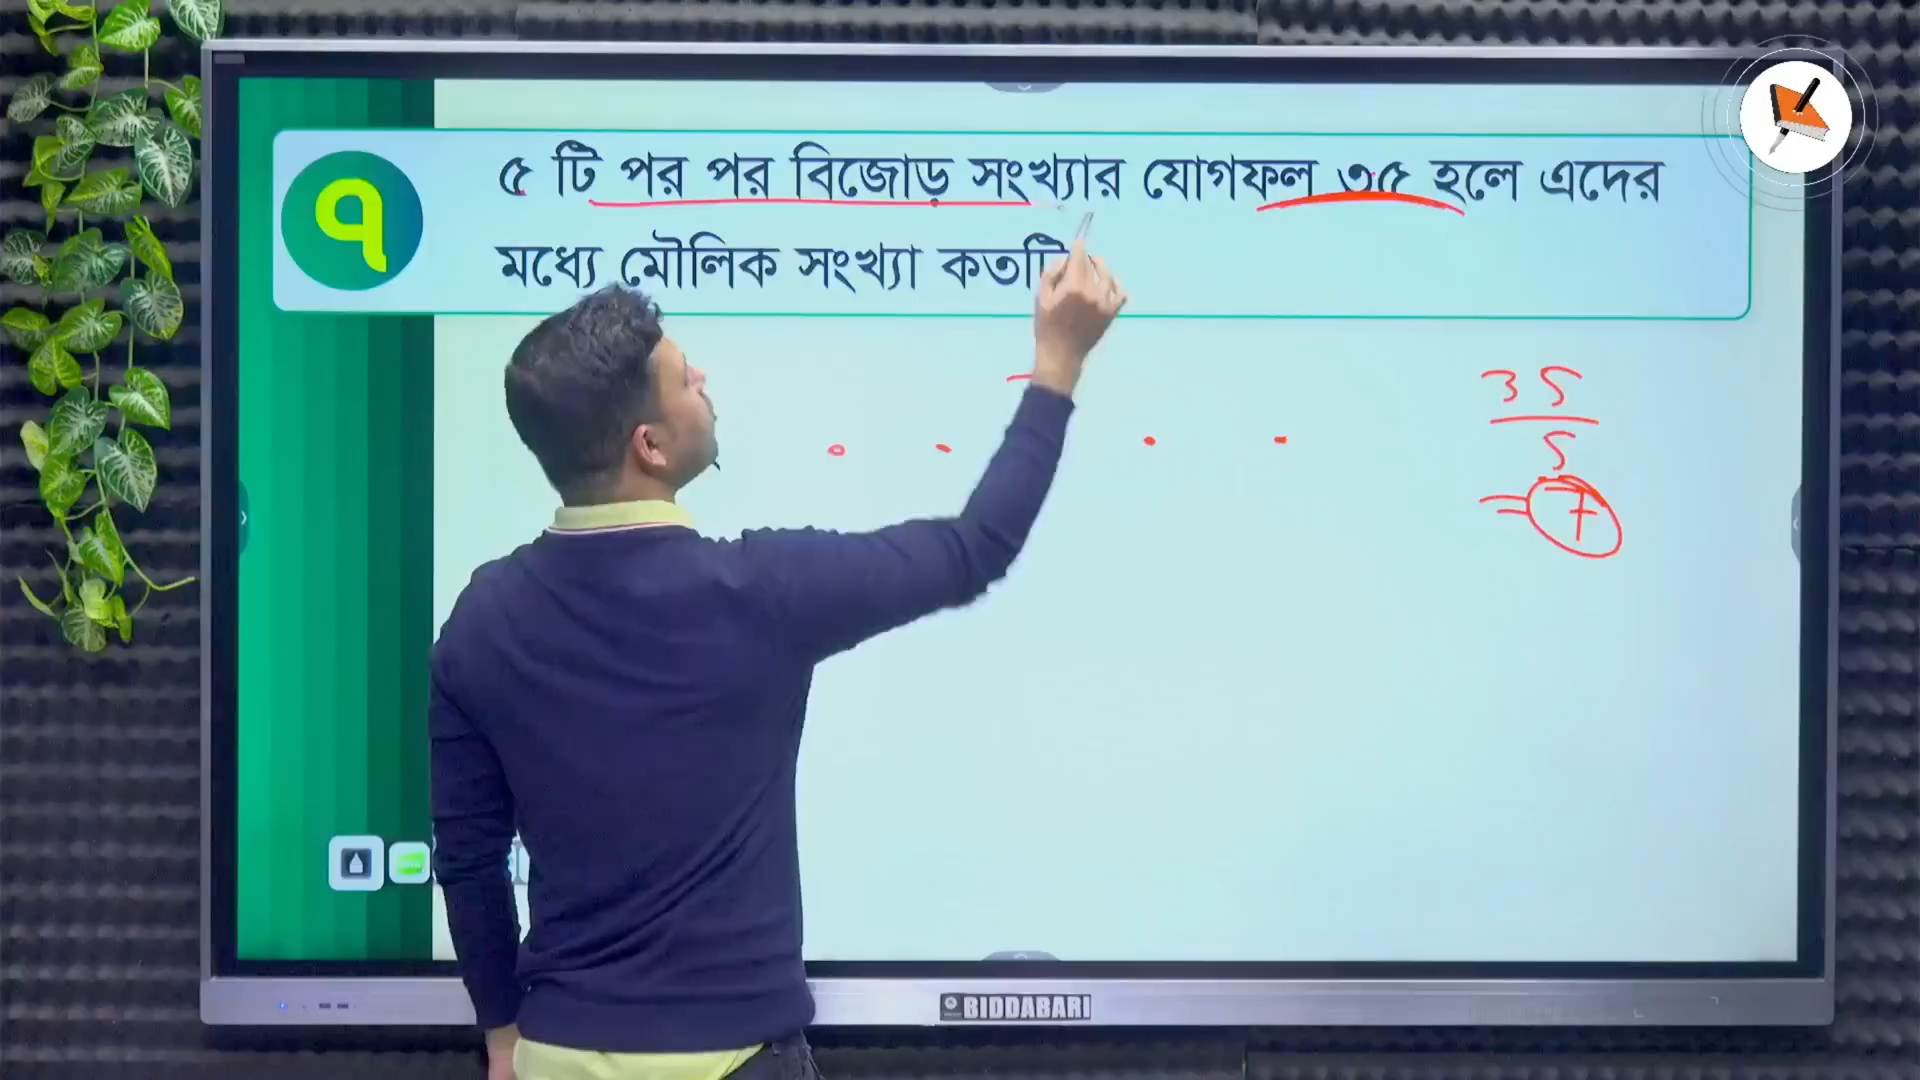 ৭
৫ টি পর পর বিজোড় সংখ্যার যোগফল ৩৫ হলে এদের
মধ্যে মৌলিক সংখ্যা কতটি
35
5
= 7
BIDDABARI